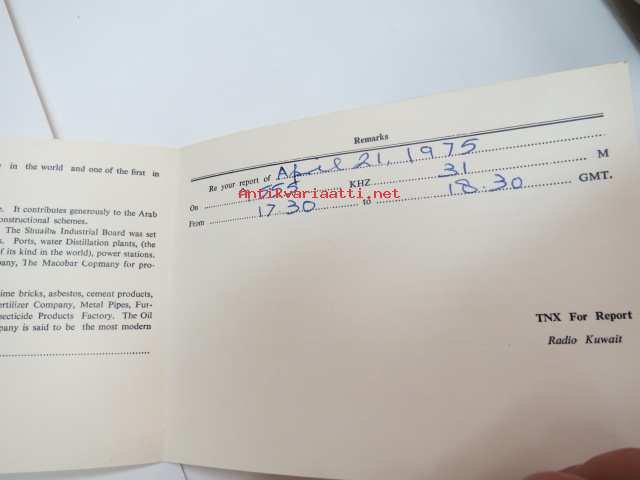 in the world and one of the first in
e. It contributes generously to the Arab
onstructional schemes.
The Shuaiba Industrial Board was set
s. Ports, water Distillation plants, (the
of its kind in the world), power stations.
pany, The Macobar Copmany for pro-
ime bricks, asbestos, cement products,
ertilizer Company, Metal Pipes, Fur-
secticide Products Factory. The Oil
pany is said to be the most modern
Remarks
Re your report of April 21, 1975
On KHZ 31 M
From 17 30 to 18.30 GMT.
TNX For Report
Radio Kuwait
Antikvariaatti.net